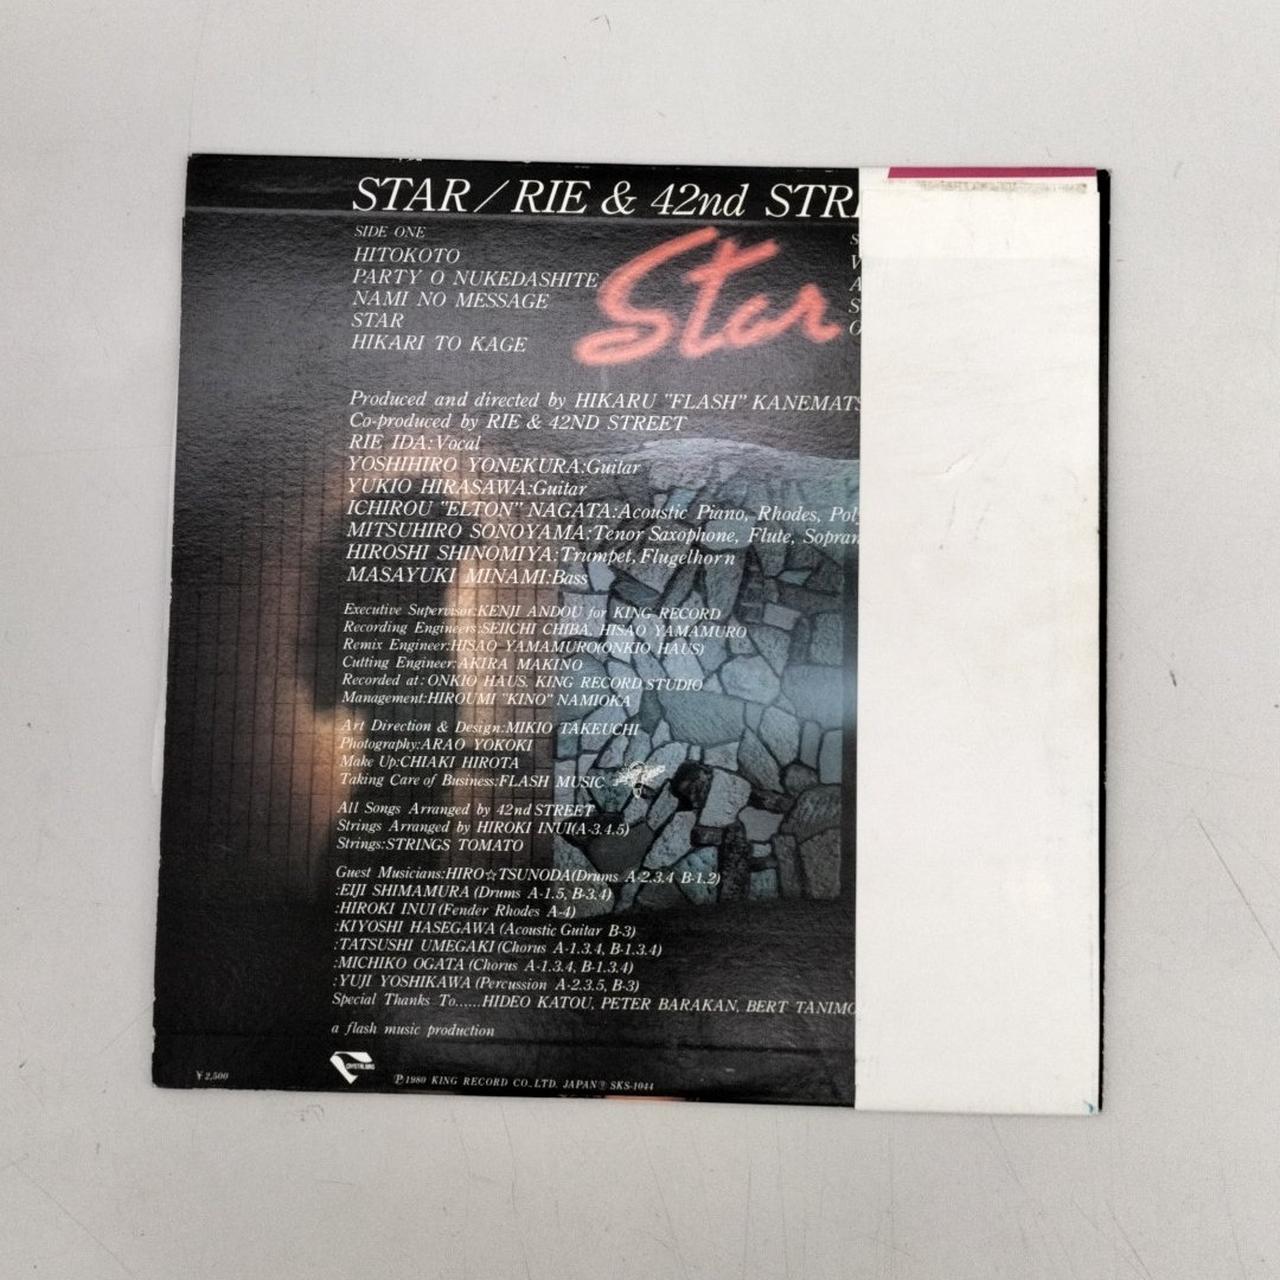 STAR / RIE & 42nd
SIDE ONE
HITOKOTO
PARTY O NUKEDASHITE
NAMI NO MESSAGE
STAR
HIKARI TO KAGE
Star
Produced and directed by HIKARU "FLASH"
Co-produced by RIE & 42ND STREET
RIE IDA:Vocal
YOSHIHIRO YONEKURA:Guitar
YUKIO HIRASAWA:Guitar
ICHIROU "ELTON" NAGATA:Acoustic Piano, Rhodes,
MITSUHIRO SONOYAMA:Tenor Saxophone, Flute,
HIROSHI SHINOMIYA:Trumpet, Flugelhorn
MASAYUKI MINAMI:Bass
Executive Supervisor:KENJI ANDOU for KING RECORD
Recording Engineers:SEIICHI CHIBA, HISAO YAMAMURO
Remix Engineer:HISAO YAMAMURO(ONKIO HAUS)
Cutting Engineer:AKIRA MAKINO
Recorded at:ONKIO HAUS. KING RECORD STUDIO
Management:HIROUMI "KINO" NAMIOKA
Art Direction & Design:MIKIO TAKEUCHI
Photography:ARAO YOKOKI
Make Up:CHIAKI HIROTA
Taking Care of Business:FLASH MUSIC
All Songs Arranged by 42nd STREET
Strings Arranged by HIROKI INUI(A-3.4.5)
Strings:STRINGS TOMATO
Guest Musicians:HIRO☆TSUNODA(Drums A-2.3.4 B-1.2)
:EIJI SHIMAMURA (Drums A-1.5, B-3.4)
:HIROKI INUI (Fender Rhodes A-4)
:KIYOSHI HASEGAWA (Acoustic Guitar B-3)
:TATSUSHI UMEGAKI (Chorus A-1.3.4, B-1.3.4)
:MICHIKO OGATA (Chorus A-1.3.4, B-1.3.4)
:YUJI YOSHIKAWA (Percussion A-2.3.5, B-3)
Special Thanks To......HIDEO KATOU, PETER BARAKAN, BERT
a flash music production
¥2,500
℗1980 KING RECORD CO.,LTD. JAPAN SKS-1044